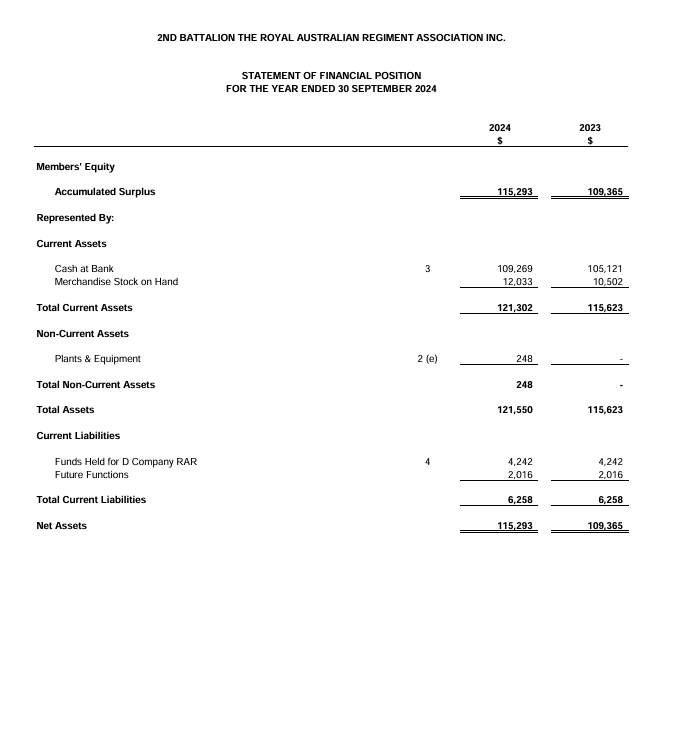 2ND BATTALION THE ROYAL AUSTRALIAN REGIMENT ASSOCIATION INC.
STATEMENT OF FINANCIAL POSITION
FOR THE YEAR ENDED 30 SEPTEMBER 2024
2024 2023
$ $
Members' Equity
Accumulated Surplus 115,293 109,365
Represented By:
Current Assets
Cash at Bank 3 109,269 105,121
Merchandise Stock on Hand 12,033 10,502
Total Current Assets 121,302 115,623
Non-Current Assets
Plants & Equipment 2 (e) 248 -
Total Non-Current Assets 248 -
Total Assets 121,550 115,623
Current Liabilities
Funds Held for D Company RAR 4 4,242 4,242
Future Functions 2,016 2,016
Total Current Liabilities 6,258 6,258
Net Assets 115,293 109,365